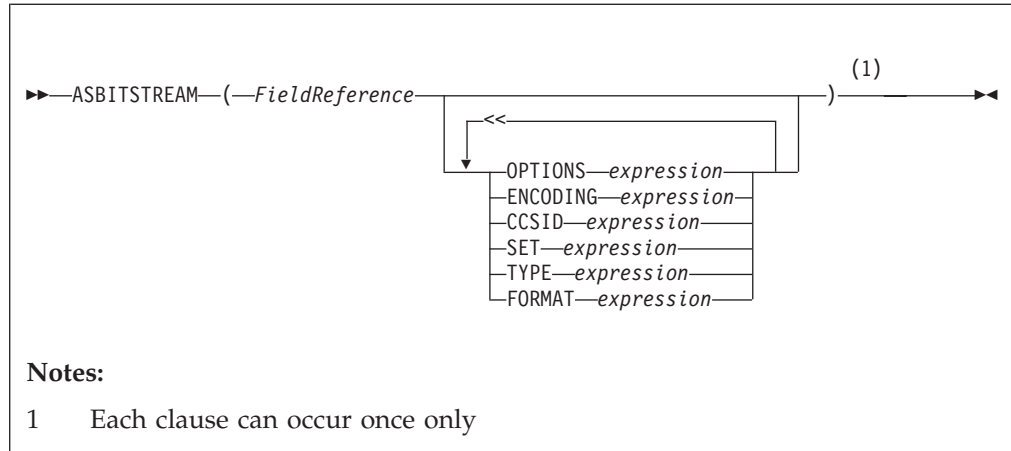 (1)
ASBITSTREAM ( FieldReference )
<<
OPTIONS expression
ENCODING expression
CCSID expression
SET expression
TYPE expression
FORMAT expression
Notes:
1 Each clause can occur once only